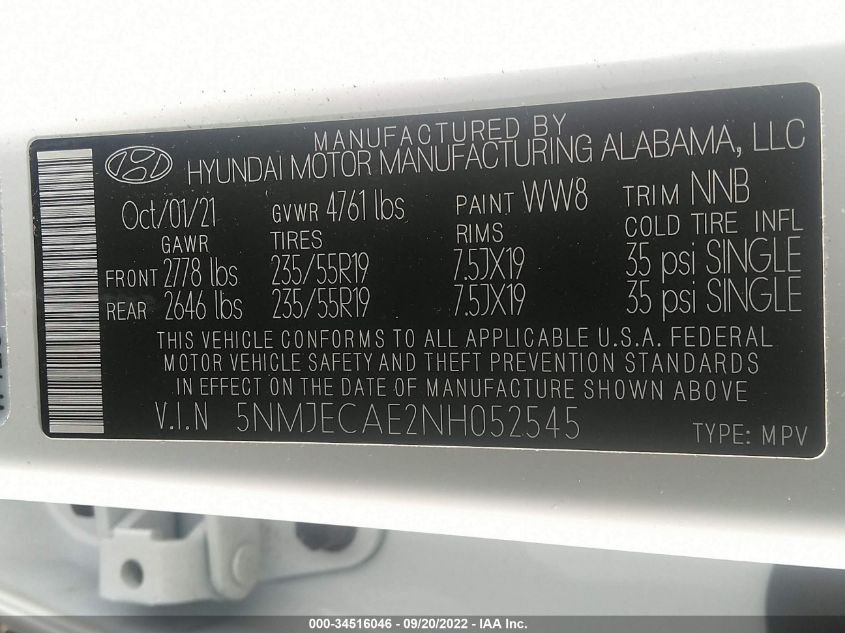 MANUFACTURED BY
HYUNDAI MOTOR MANUFACTURING ALABAMA, LLC
Oct/01/21 GVWR 4761 lbs PAINT WW8 TRIM NNB
GAWR TIRES RIMS COLD TIRE INFL
FRONT 2778 lbs 235/55R19 7.5JX19 35 psi SINGLE
REAR 2646 lbs 235/55R19 7.5JX19 35 psi SINGLE
THIS VEHICLE CONFORMS TO ALL APPLICABLE U.S.A. FEDERAL
MOTOR VEHICLE SAFETY AND THEFT PREVENTION STANDARDS
IN EFFECT ON THE DATE OF MANUFACTURE SHOWN ABOVE.
V.I.N 5NMJECAE2NH052545 TYPE: MPV
000-34516046 - 09/20/2022 - IAA Inc.